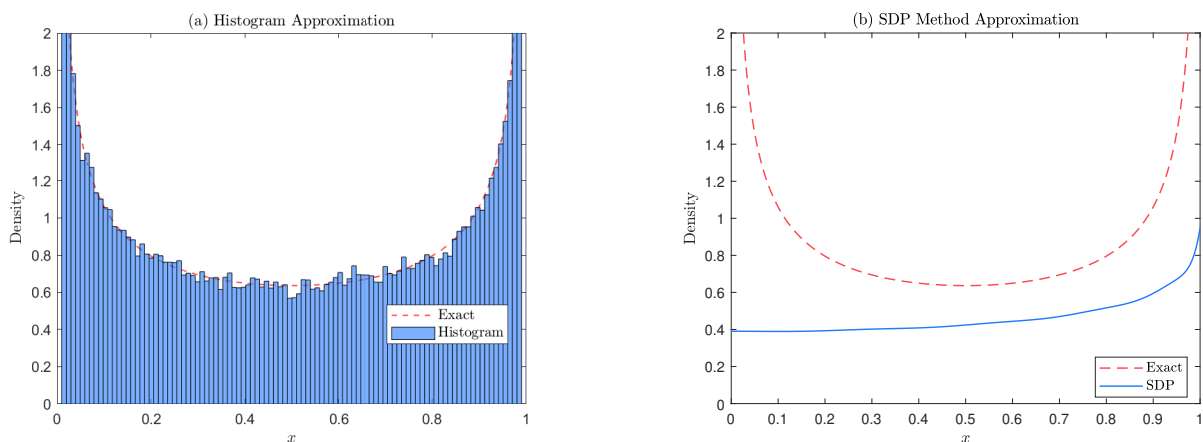 (a) Histogram Approximation
2
1.8
1.6
1.4
1.2
1
0.8
0.6
0.4
0.2
0
Density
0 0.2 0.4 0.6 0.8 1
x
Exact
Histogram
(b) SDP Method Approximation
2
1.8
1.6
1.4
1.2
1
0.8
0.6
0.4
0.2
0
Density
0 0.1 0.2 0.3 0.4 0.5 0.6 0.7 0.8 0.9 1
x
Exact
SDP